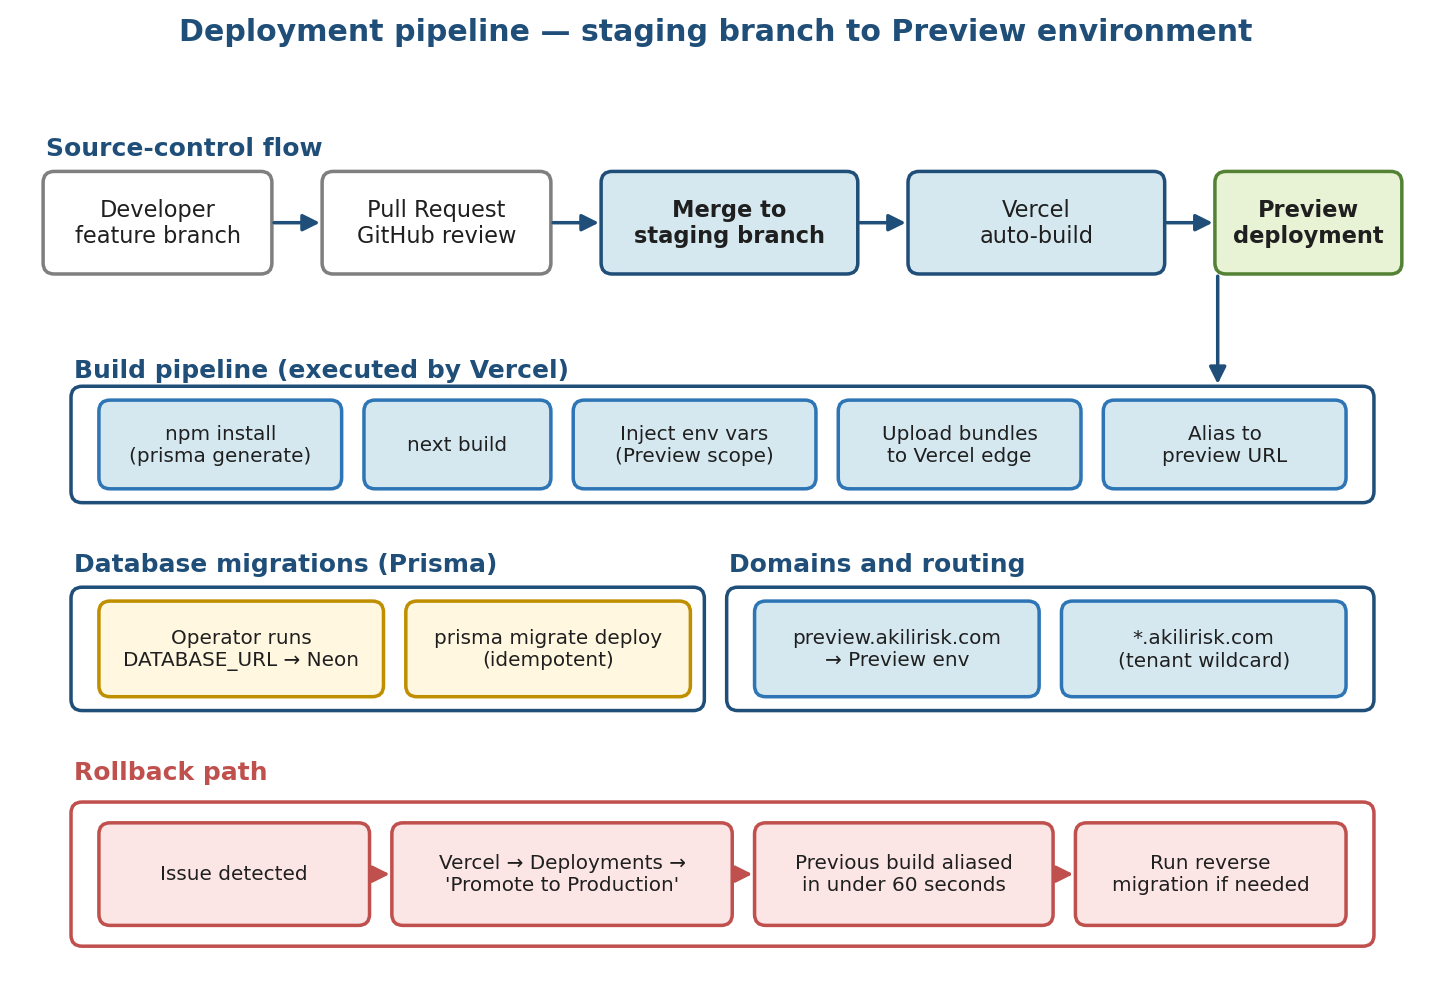 Deployment pipeline — staging branch to Preview environment
Source-control flow
Developer
feature branch
Pull Request
GitHub review
Merge to
staging branch
Vercel
auto-build
Preview
deployment
Build pipeline (executed by Vercel)
npm install
(prisma generate)
next build
Inject env vars
(Preview scope)
Upload bundles
to Vercel edge
Alias to
preview URL
Database migrations (Prisma)
Operator runs
DATABASE_URL → Neon
prisma migrate deploy
(idempotent)
Domains and routing
preview.akilirisk.com
→ Preview env
*.akilirisk.com
(tenant wildcard)
Rollback path
Issue detected
Vercel → Deployments →
'Promote to Production'
Previous build aliased
in under 60 seconds
Run reverse
migration if needed